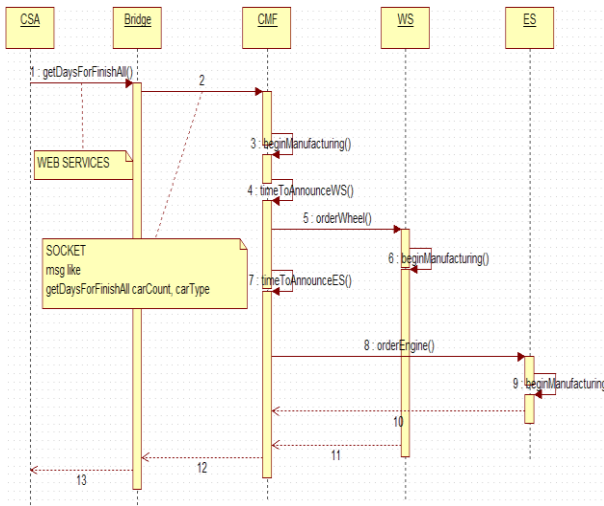 CSA
Bridge
CMF
WS
ES
1 : getDaysForFinishAll()
2
3 : beginManufacturing()
WEB SERVICES
4 : timeToAnnounceWS()
5 : orderWheel()
SOCKET
msg like
getDaysForFinishAll carCount, carType
6 : beginManufacturing()
7 : timeToAnnounceES()
8 : orderEngine()
9 : beginManufacturing
10
11
12
13